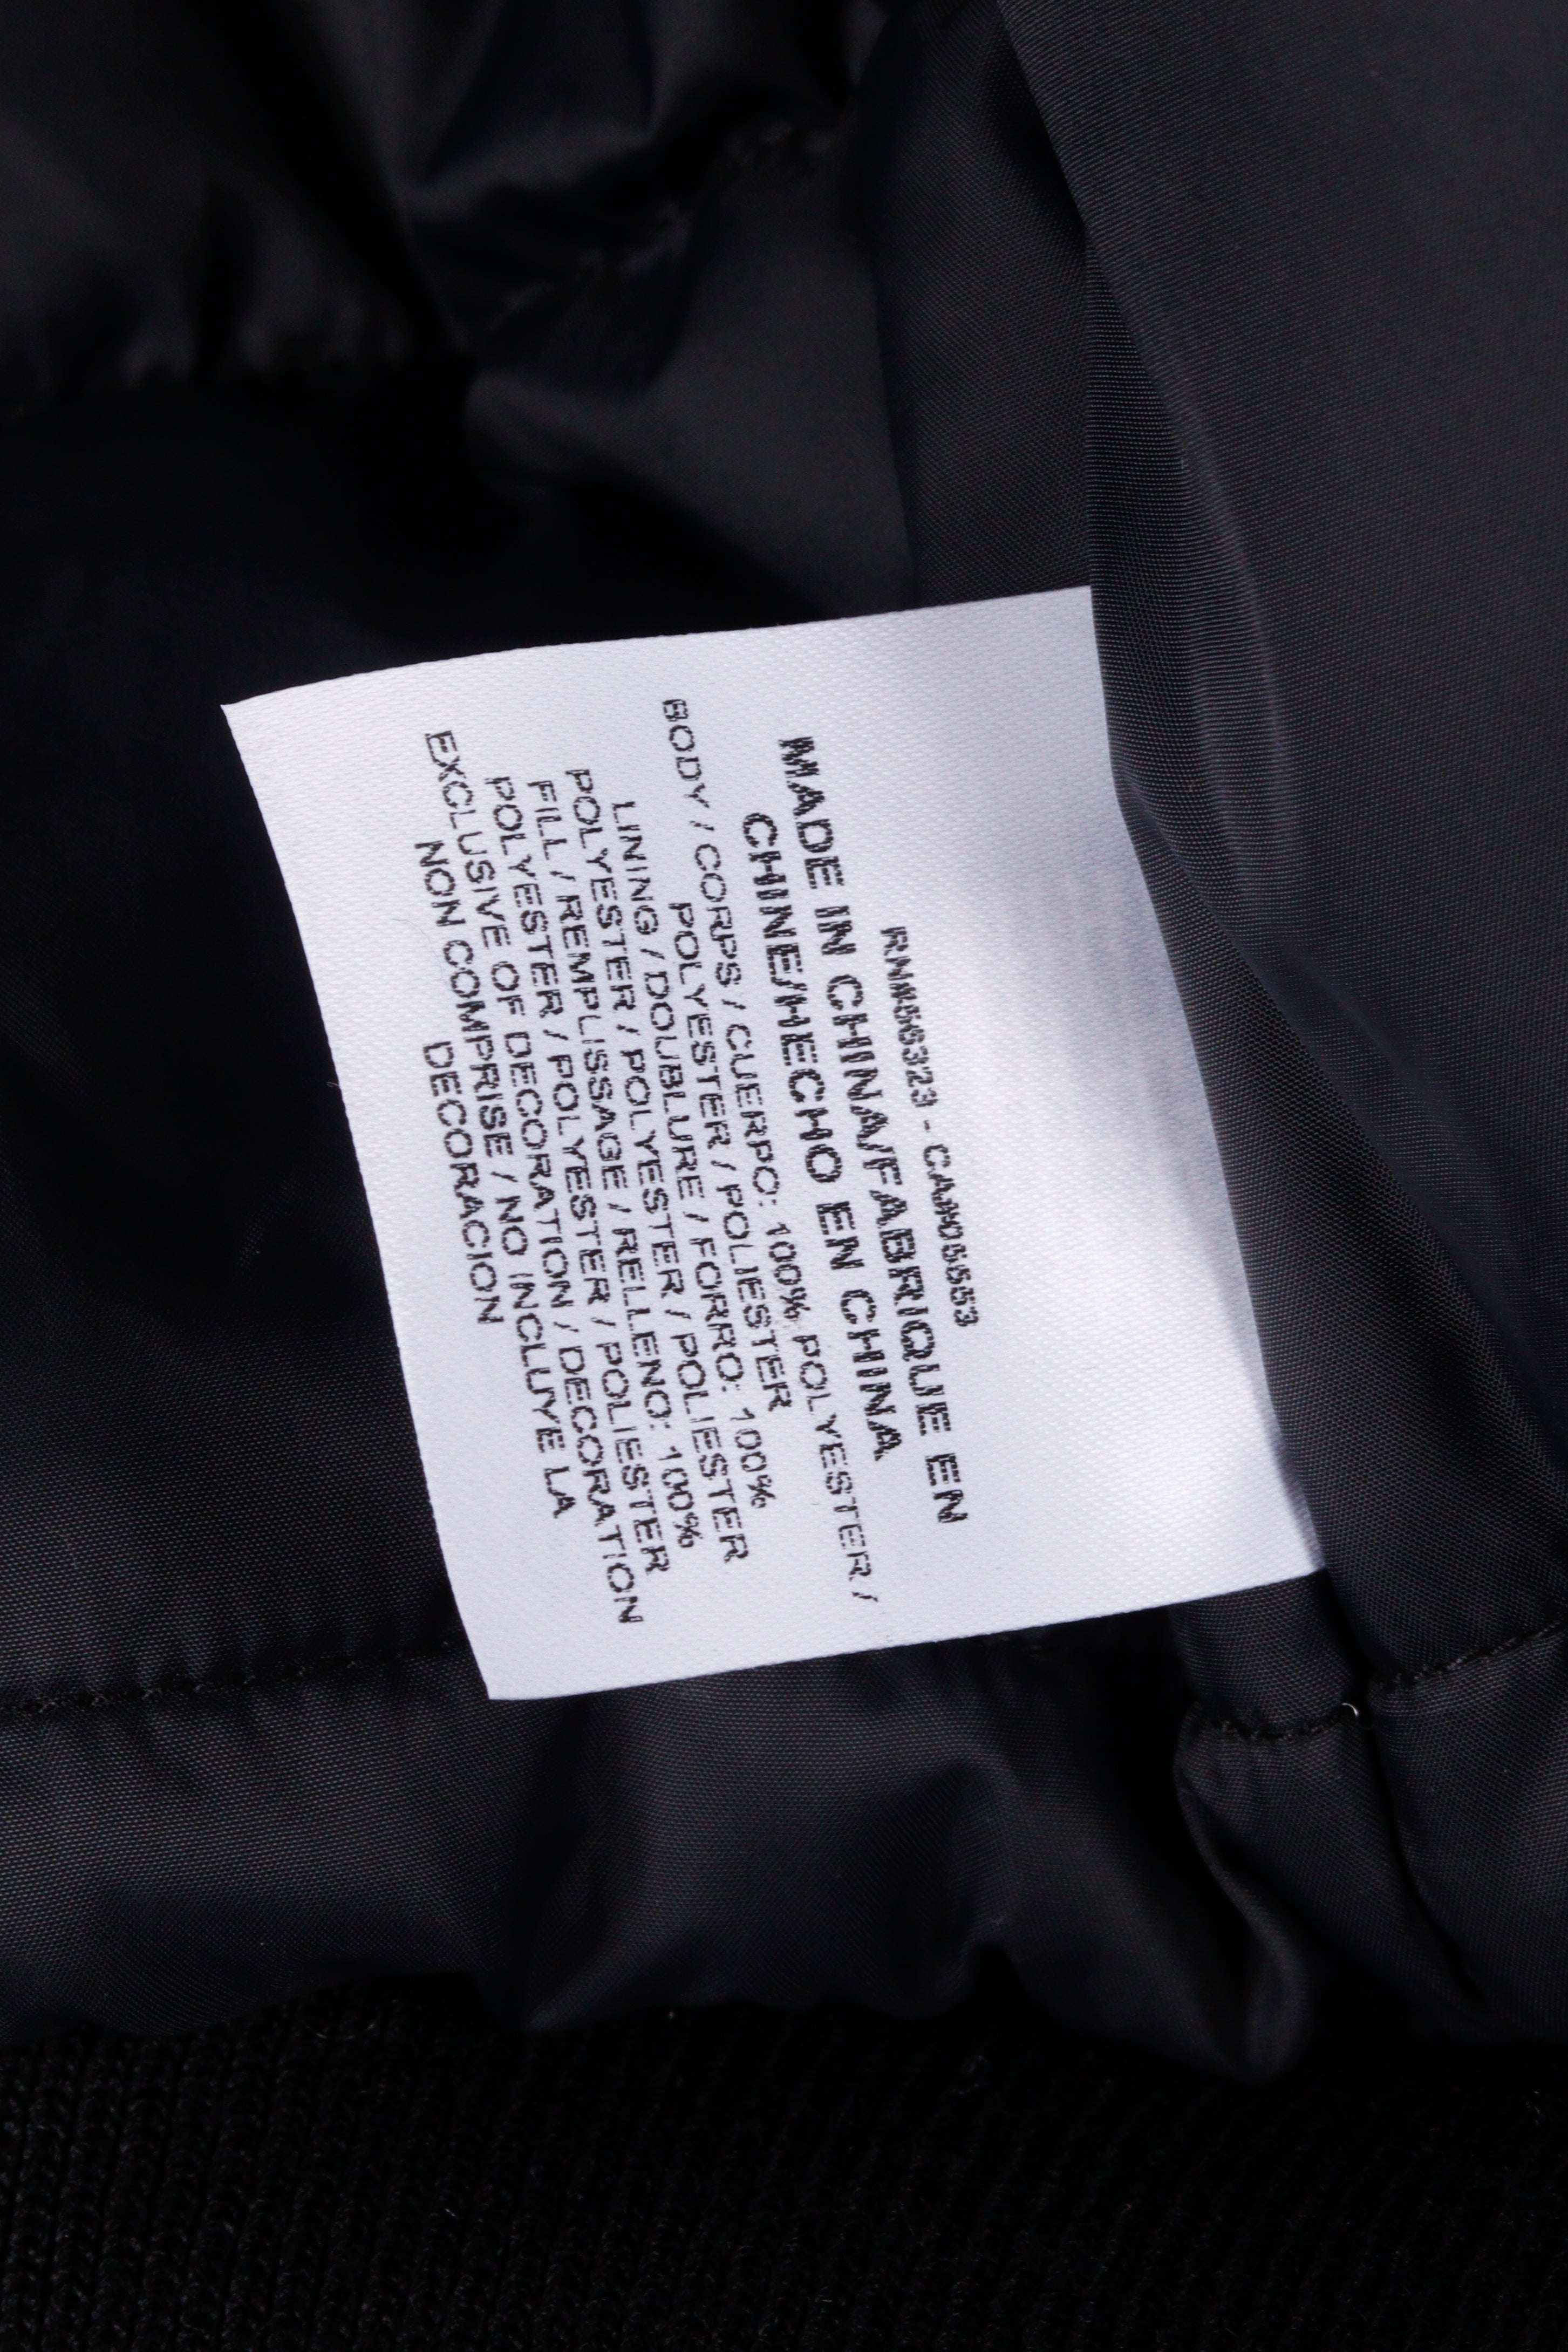 RN#56323 - CA#05553
MADE IN CHINA/FABRIQUE EN
CHINE/HECHO EN CHINA
BODY / CORPS / CUERPO: 100% POLYESTER /
POLYESTER / POLIESTER
LINING / DOUBLURE / FORRO: 100%
POLYESTER / POLYESTER / POLIESTER
FILL / REMPLISSAGE / RELLENO: 100%
POLYESTER / POLYESTER / POLIESTER
EXCLUSIVE OF DECORATION / DECORATION
NON COMPRISE / NO INCLUYE LA
DECORACION